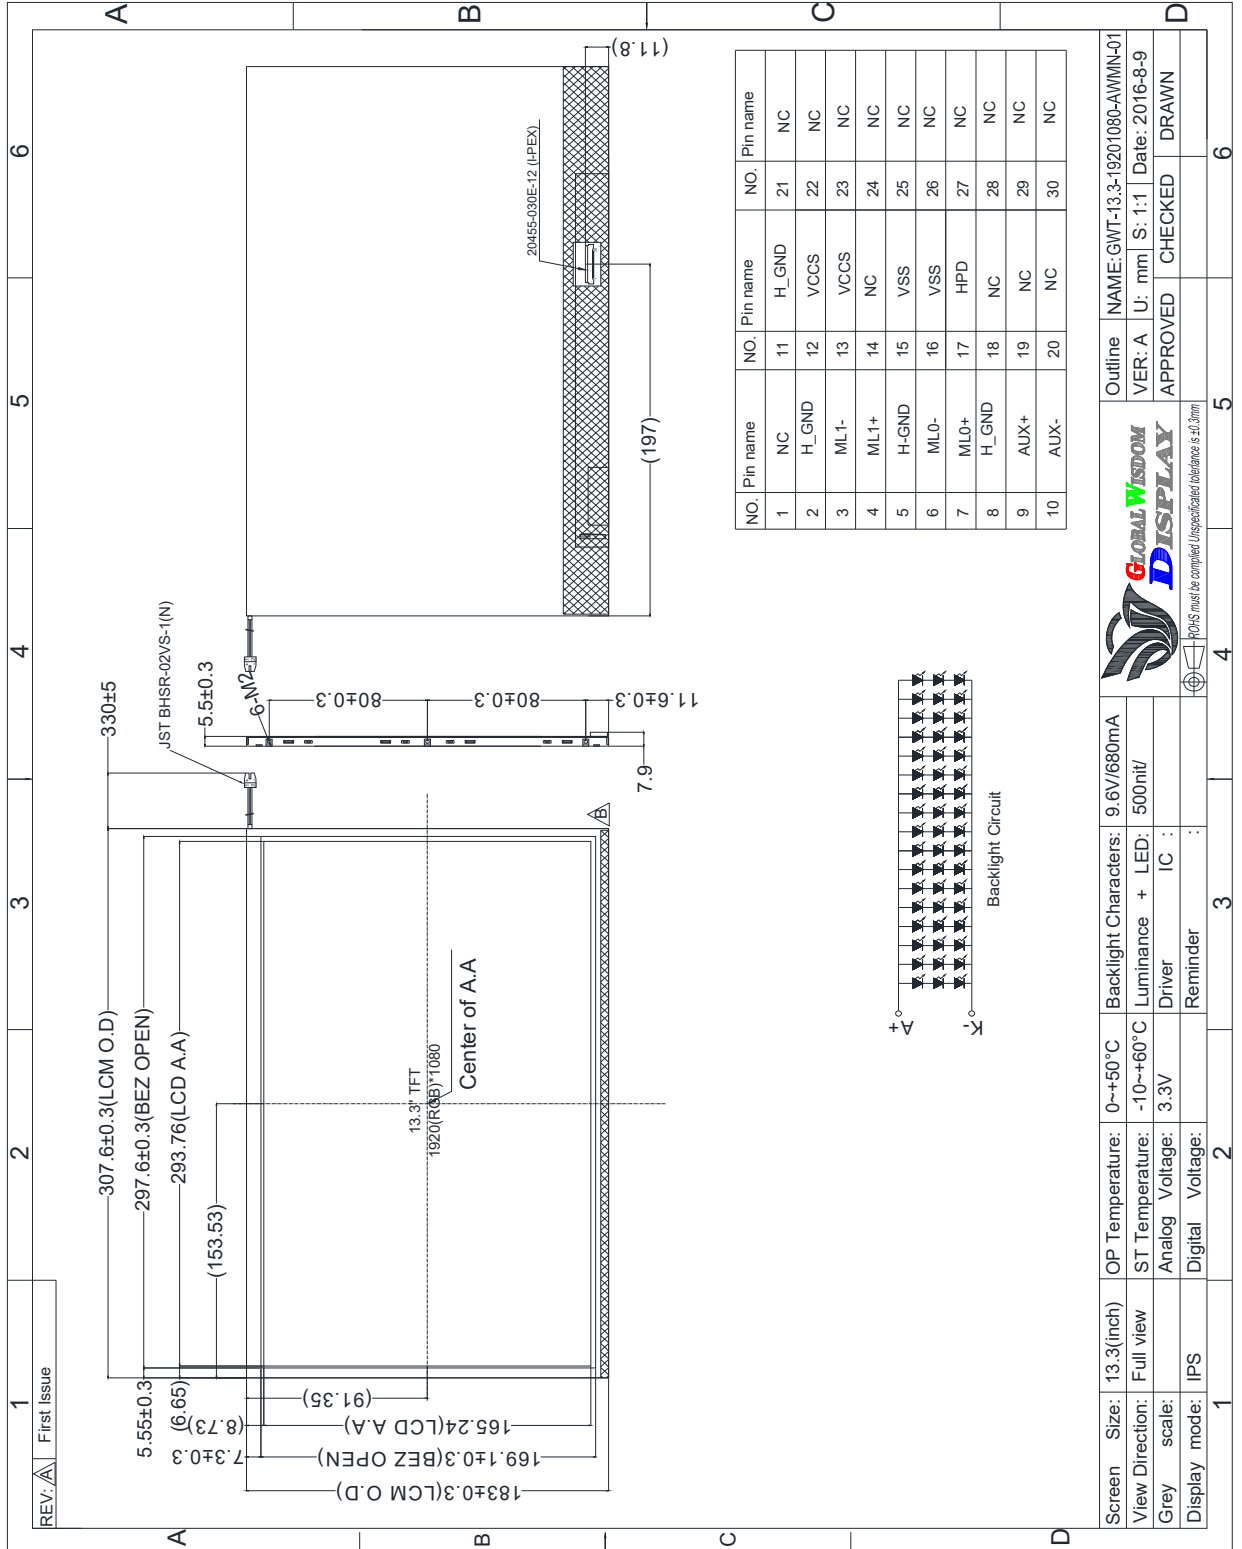 REV: A First Issue
1 2 3 4 5 6
A
B
C
D
307.6±0.3(LCM O.D)
330±5
297.6±0.3(BEZ OPEN)
5.55±0.3
293.76(LCD A.A)
(6.65)
(153.53)
183±0.3(LCM O.D)
169.1±0.3(BEZ OPEN)
7.3±0.3
165.24(LCD A.A)
(8.73)
(91.35)
13.3" TFT
1920(RGB)*1080
Center of A.A
B
JST BHSR-02VS-1(N)
5.5±0.3
6-M2
80±0.3
80±0.3
11.6±0.3
7.9
20455-030E-12 (I-PEX)
(11.8)
(197)
A+
K-
Backlight Circuit
NO. Pin name NO. Pin name NO. Pin name
1 NC 11 H_GND 21 NC
2 H_GND 12 VCCS 22 NC
3 ML1- 13 VCCS 23 NC
4 ML1+ 14 NC 24 NC
5 H-GND 15 VSS 25 NC
6 ML0- 16 VSS 26 NC
7 ML0+ 17 HPD 27 NC
8 H_GND 18 NC 28 NC
9 AUX+ 19 NC 29 NC
10 AUX- 20 NC 30 NC
Screen Size: 13.3(inch) OP Temperature: 0~+50°C Backlight Characters: 9.6V/680mA
View Direction: Full view ST Temperature: -10~+60°C Luminance + LED: 500nit/
Grey scale: Analog Voltage: 3.3V Driver IC :
Display mode: IPS Digital Voltage: Reminder :
GLOBAL WISDOM
DISPLAY
ROHS must be complied Unspecificated tolerance is ±0.3mm
Outline NAME: GWT-13.3-19201080-AWMN-01
VER: A U: mm S: 1:1 Date: 2016-8-9
APPROVED CHECKED DRAWN
1 2 3 4 5 6
A
B
C
D